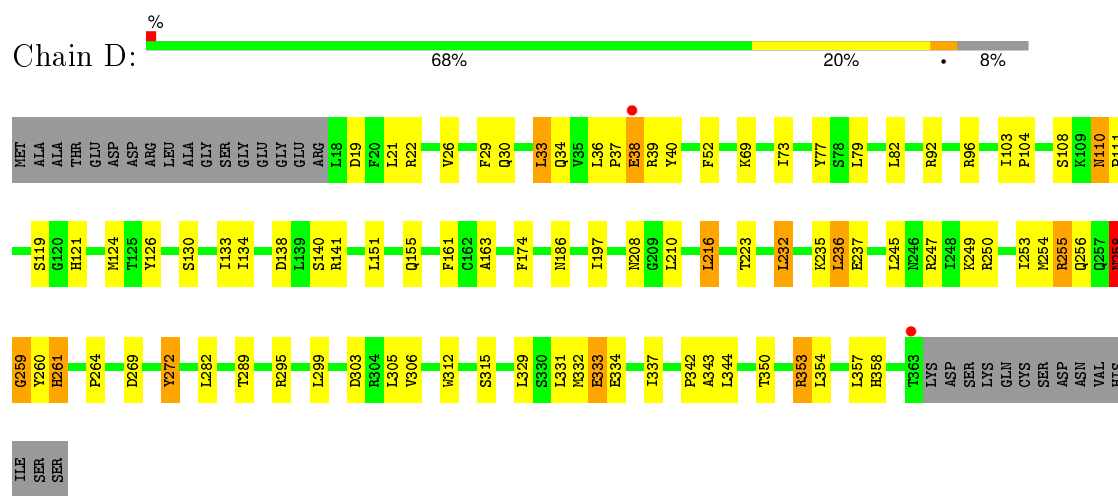 %
Chain D:
68% 20% • 8%
MET ALA ALA THR GLU ASP ASP ARG LEU ALA GLY SER GLY GLU GLY GLU ARG L18 D19 F20 L21 R22 V26 F29 Q30 L33 Q34 V35 L36 P37 E38 R39 Y40 F52 K69 I73 Y77 S78 L79 L82 R92 R96 I103 P104 S108 K109 N110 P111
S119 G120 H121 M124 T125 Y126 S130 I133 I134 D138 L139 S140 R141 L151 Q155 F161 C162 A163 F174 N186 I197 N208 G209 L210 L216 T223 L232 K235 L236 E237 L245 N246 R247 I248 K249 R250 I253 M254 R255 Q256 Q257 N258
G259 Y260 H261 P264 D269 Y272 L282 T289 R295 L299 D303 R304 L305 V306 W312 S315 L329 S330 L331 M332 E333 E334 I337 P342 A343 L344 T350 R353 L354 L357 H358 T363 LYS ASP SER LYS GLN CYS SER ASP ASN VAL HIS
ILE SER SER